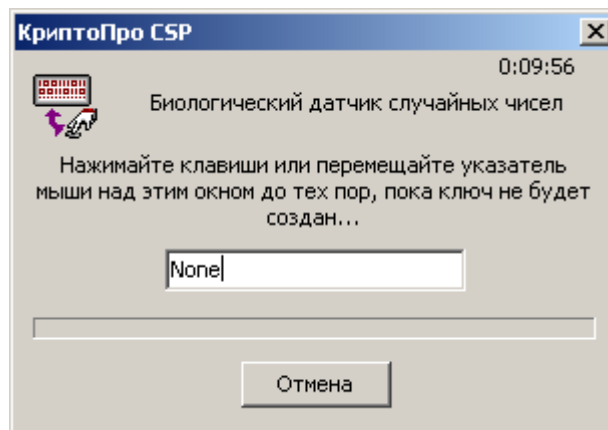 КриптоПро CSP
0:09:56
Биологический датчик случайных чисел
Нажимайте клавиши или перемещайте указатель
мыши над этим окном до тех пор, пока ключ не будет
создан...
None
Отмена